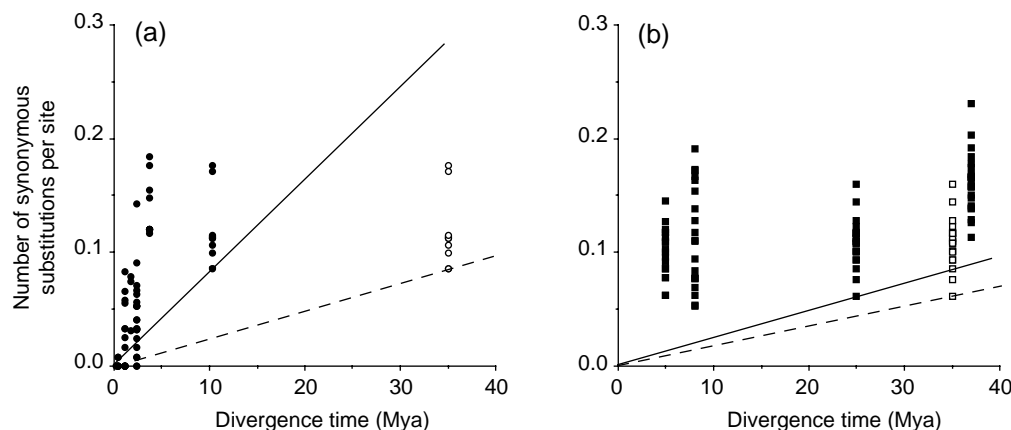 (a)
(b)
Number of synonymous
substitutions per site
0.3
0.2
0.1
0.0
0 10 20 30 40
Divergence time (Mya)
0.3
0.2
0.1
0.0
0 10 20 30 40
Divergence time (Mya)